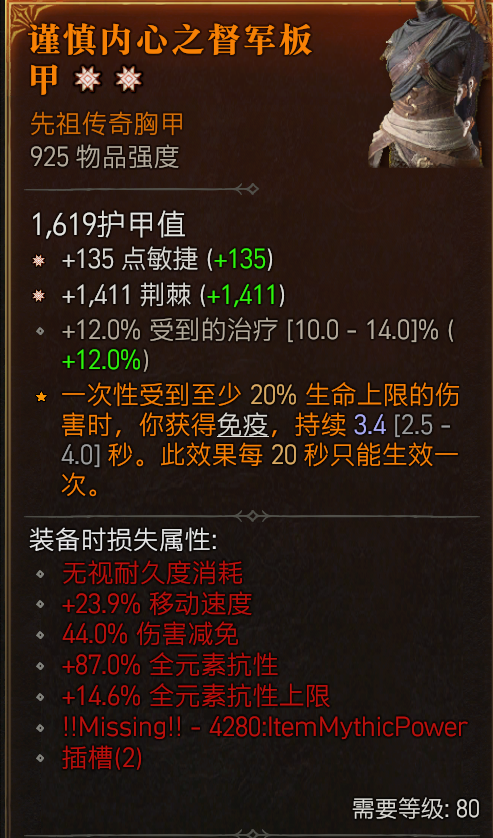 谨慎内心之督军板
甲
先祖传奇胸甲
925 物品强度
1,619护甲值
+135 点敏捷 (+135)
+1,411 荆棘 (+1,411)
+12.0% 受到的治疗 [10.0 - 14.0]% (
+12.0%)
一次性受到至少 20% 生命上限的伤
害时，你获得免疫，持续 3.4 [2.5 -
4.0] 秒。此效果每 20 秒只能生效一
次。
装备时损失属性:
无视耐久度消耗
+23.9% 移动速度
44.0% 伤害减免
+87.0% 全元素抗性
+14.6% 全元素抗性上限
!!Missing!! - 4280:ItemMythicPower
插槽(2)
需要等级: 80